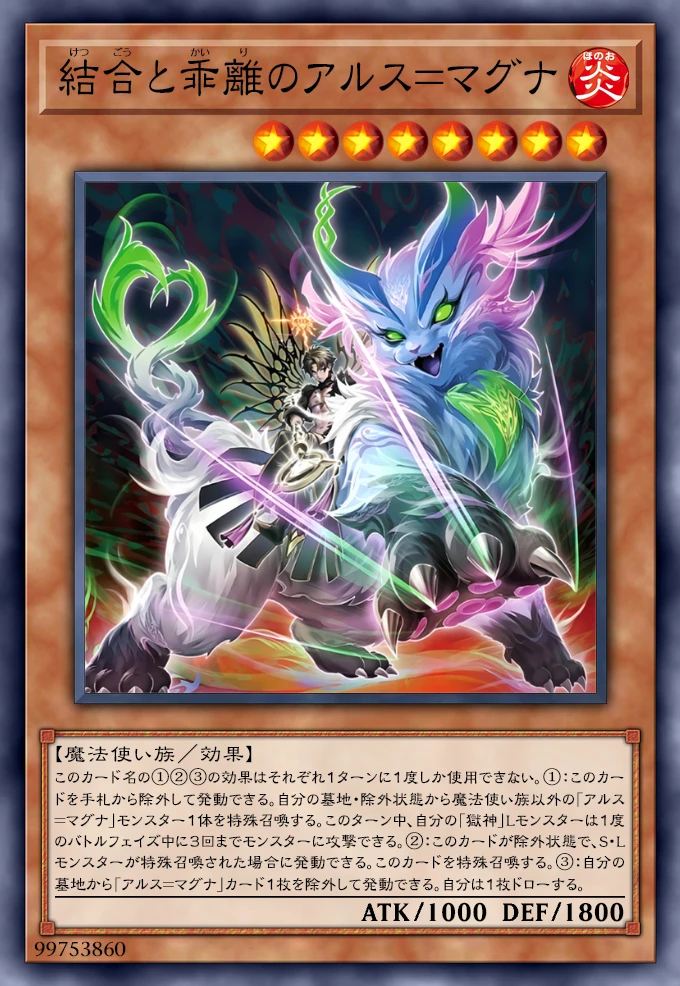 けつ ごう かい り
結合と乖離のアルス＝マグナ
ほのお
炎
【魔法使い族／効果】
このカード名の①②③の効果はそれぞれ1ターンに1度しか使用できない。①：このカー
ドを手札から除外して発動できる。自分の墓地・除外状態から魔法使い族以外の「アルス
＝マグナ」モンスター1体を特殊召喚する。このターン中、自分の「獄神」Lモンスターは1度
のバトルフェイズ中に3回までモンスターに攻撃できる。②：このカードが除外状態で、S・L
モンスターが特殊召喚された場合に発動できる。このカードを特殊召喚する。③：自分の
墓地から「アルス＝マグナ」カード1枚を除外して発動できる。自分は1枚ドローする。
ATK/1000 DEF/1800
99753860